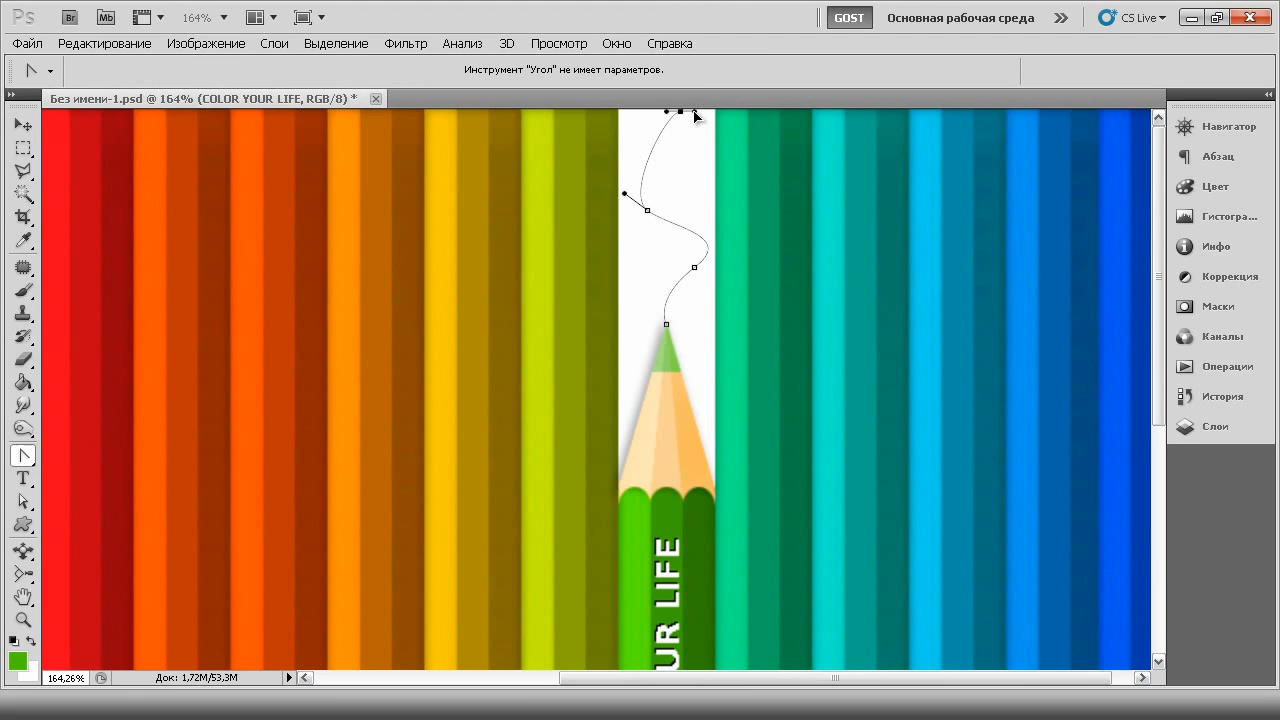 Ps Br Mb 164% GOST Основная рабочая среда CS Live
Файл Редактирование Изображение Слои Выделение Фильтр Анализ 3D Просмотр Окно Справка
Инструмент "Угол" не имеет параметров.
Без имени-1.psd @ 164% (COLOR YOUR LIFE, RGB/8) *
Навигатор
Абзац
Цвет
Гистогра...
Инфо
Коррекция
Маски
Каналы
Операции
История
Слои
T
UR LIFE
164,26% Док: 1,72M/53,3M